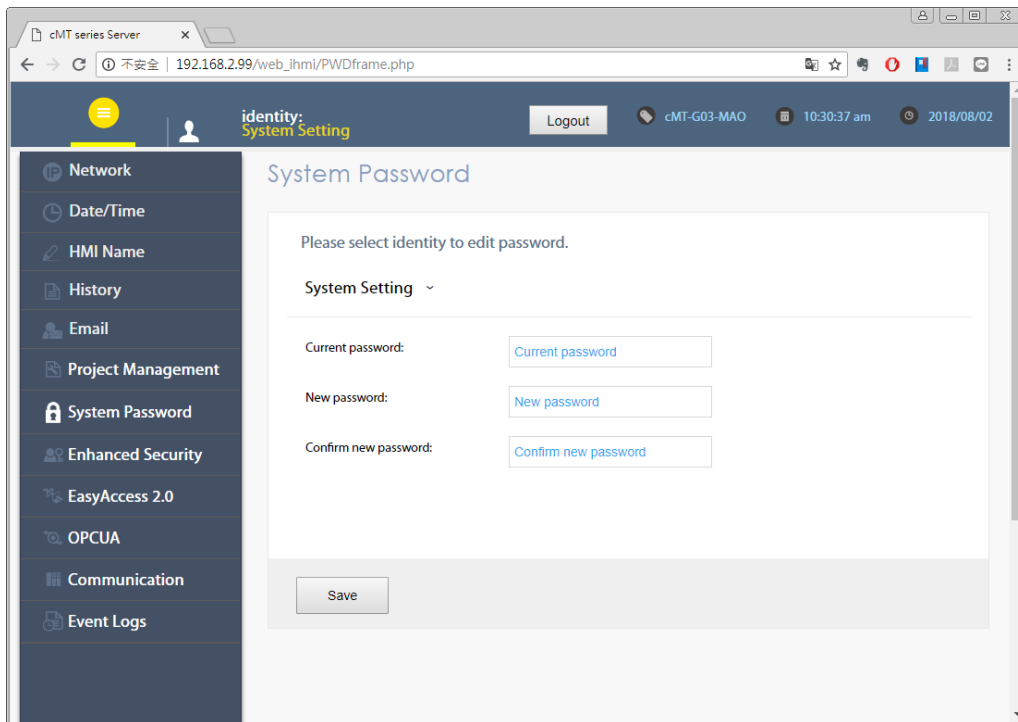 cMT series Server
不安全 | 192.168.2.99/web_ihmi/PWDframe.php
identity:
System Setting
Logout
cMT-G03-MAO
10:30:37 am
2018/08/02
Network
Date/Time
HMI Name
History
Email
Project Management
System Password
Enhanced Security
EasyAccess 2.0
OPCUA
Communication
Event Logs
System Password
Please select identity to edit password.
System Setting
Current password:
Current password
New password:
New password
Confirm new password:
Confirm new password
Save